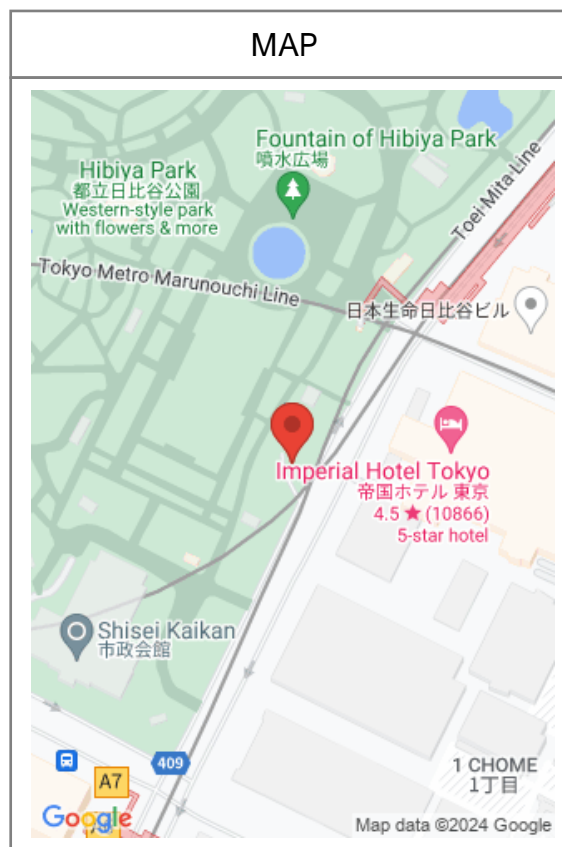 MAP
Fountain of Hibiya Park
噴水広場
Hibiya Park
都立日比谷公園
Western-style park
with flowers & more
Toei Mita Line
Tokyo Metro Marunouchi Line
日本生命日比谷ビル
Imperial Hotel Tokyo
帝国ホテル 東京
4.5 ★ (10866)
5-star hotel
Shisei Kaikan
市政会館
409
1 CHOME
1丁目
A7
Google
Map data ©2024 Google